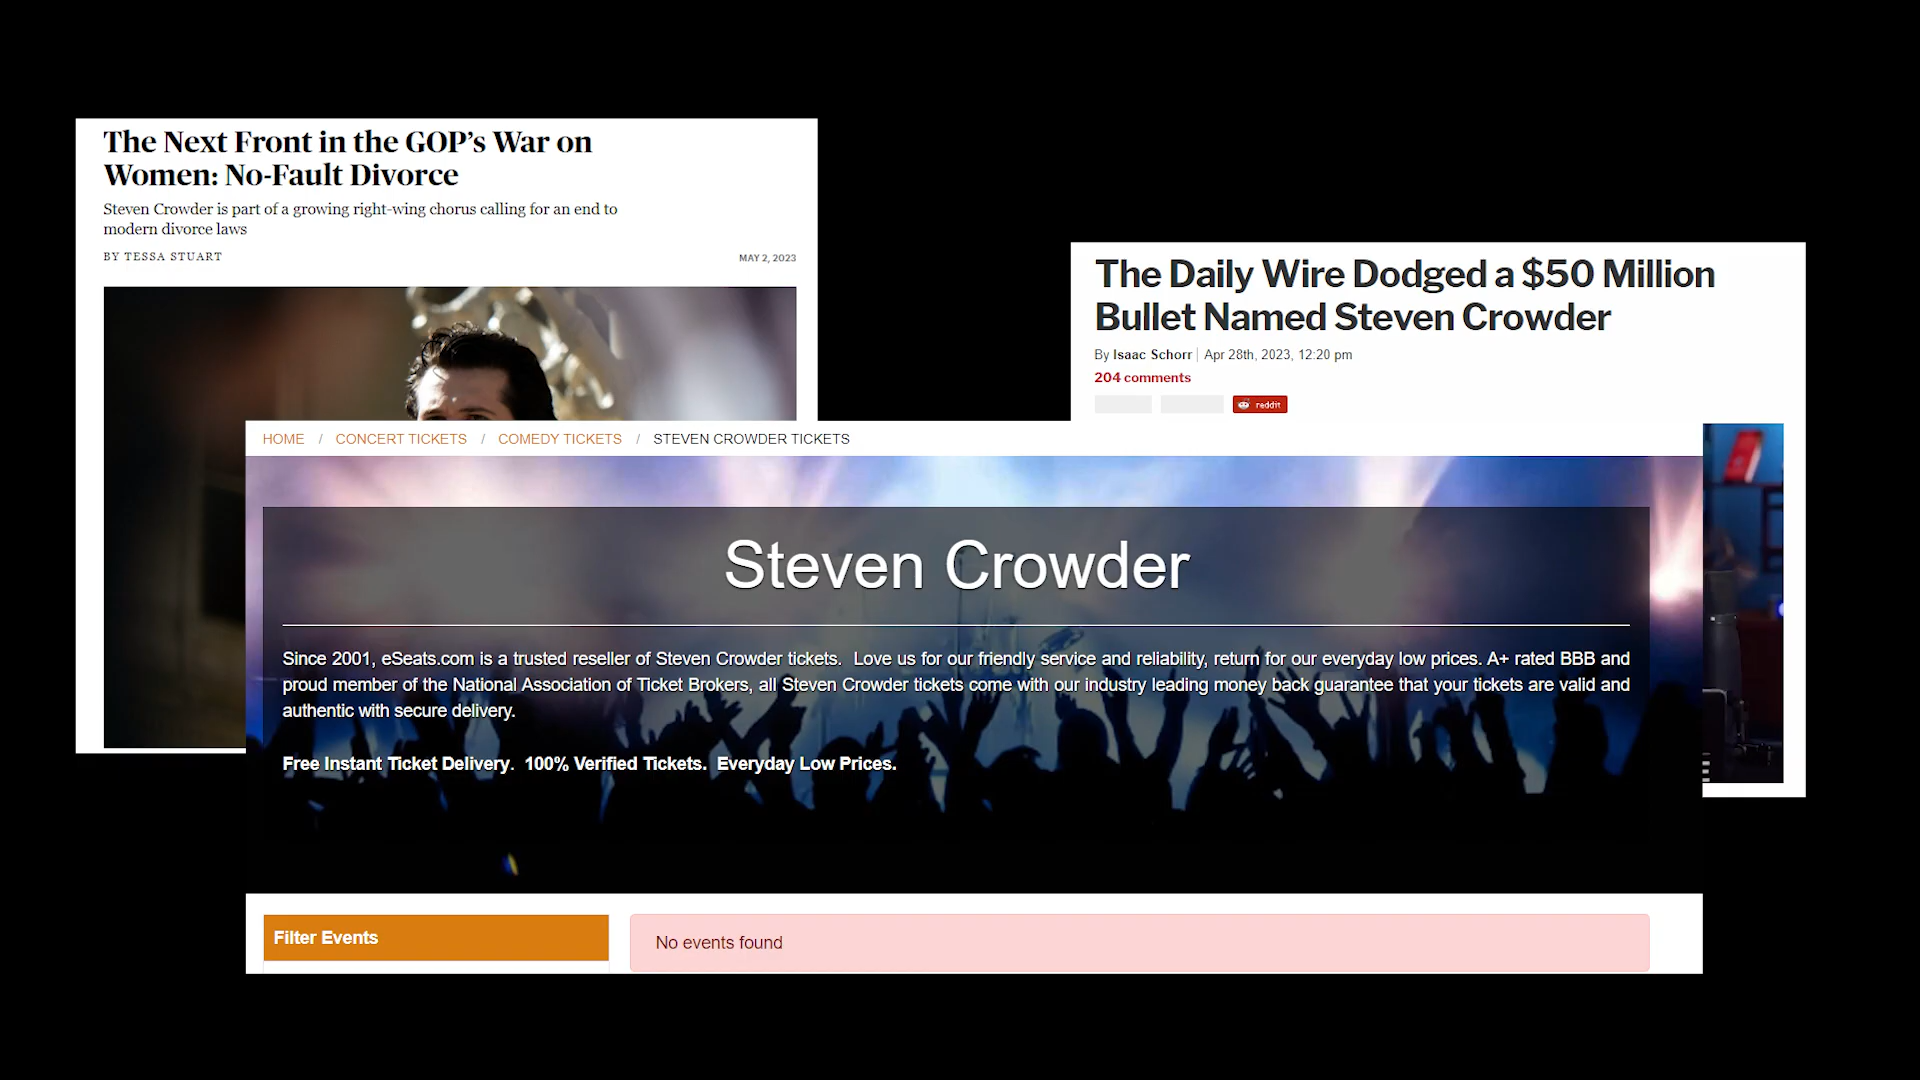 The Next Front in the GOP’s War on
Women: No-Fault Divorce
Steven Crowder is part of a growing right-wing chorus calling for an end to
modern divorce laws
BY TESSA STUART
MAY 2, 2023
The Daily Wire Dodged a $50 Million
Bullet Named Steven Crowder
By Isaac Schorr | Apr 28th, 2023, 12:20 pm
204 comments
reddit
HOME / CONCERT TICKETS / COMEDY TICKETS / STEVEN CROWDER TICKETS
Steven Crowder
Since 2001, eSeats.com is a trusted reseller of Steven Crowder tickets. Love us for our friendly service and reliability, return for our everyday low prices. A+ rated BBB and
proud member of the National Association of Ticket Brokers, all Steven Crowder tickets come with our industry leading money back guarantee that your tickets are valid and
authentic with secure delivery.
Free Instant Ticket Delivery. 100% Verified Tickets. Everyday Low Prices.
Filter Events
No events found